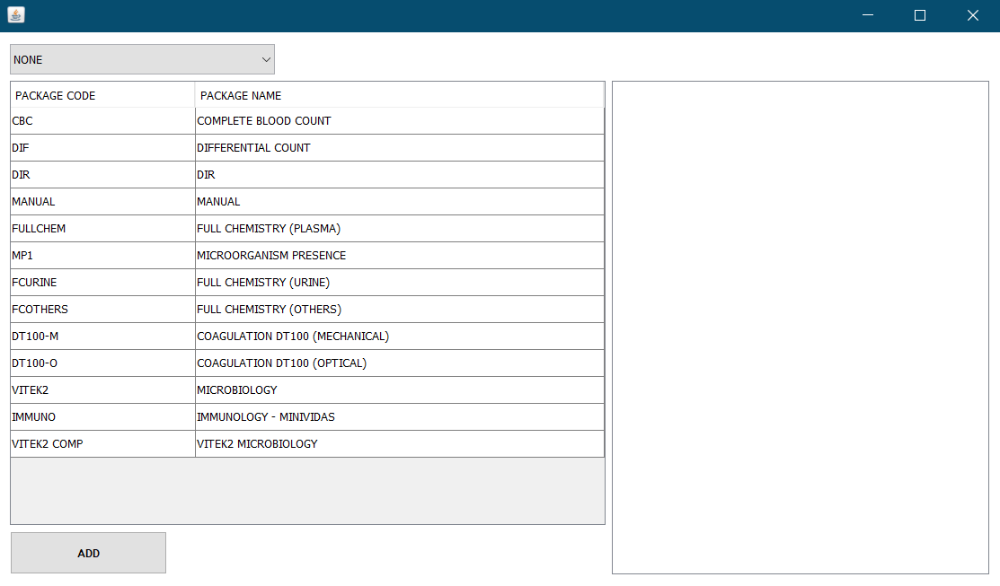 NONE
PACKAGE CODE PACKAGE NAME
CBC COMPLETE BLOOD COUNT
DIF DIFFERENTIAL COUNT
DIR DIR
MANUAL MANUAL
FULLCHEM FULL CHEMISTRY (PLASMA)
MP1 MICROORGANISM PRESENCE
FCURINE FULL CHEMISTRY (URINE)
FCOTHERS FULL CHEMISTRY (OTHERS)
DT100-M COAGULATION DT100 (MECHANICAL)
DT100-O COAGULATION DT100 (OPTICAL)
VITEK2 MICROBIOLOGY
IMMUNO IMMUNOLOGY - MINIVIDAS
VITEK2 COMP VITEK2 MICROBIOLOGY
ADD